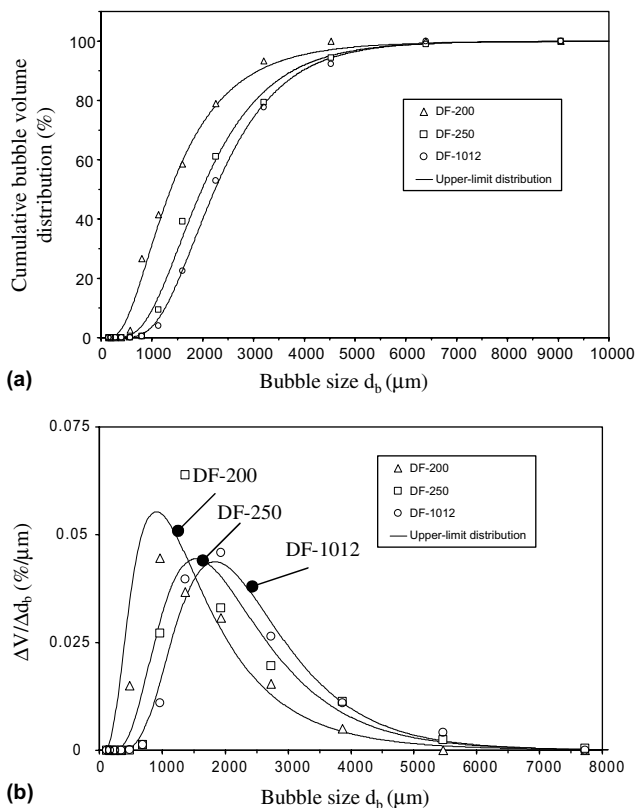 100
80
60
40
20
0
Cumulative bubble volume
distribution (%)
DF-200
DF-250
DF-1012
Upper-limit distribution
0 1000 2000 3000 4000 5000 6000 7000 8000 9000 10000
(a)
Bubble size d_b (μm)
0.075
0.05
0.025
0
ΔV/Δd_b (%/μm)
DF-200
DF-250
DF-1012
DF-200
DF-250
DF-1012
Upper-limit distribution
0 1000 2000 3000 4000 5000 6000 7000 8000
(b)
Bubble size d_b (μm)